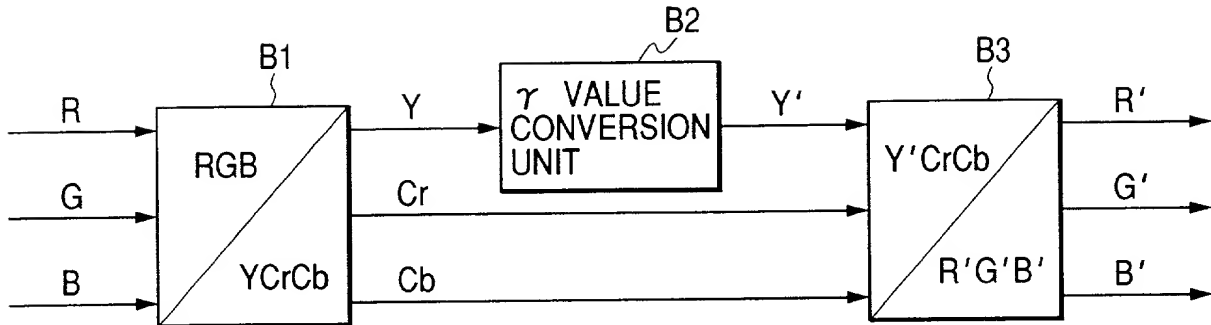 B1
B2
B3
R
G
B
RGB
YCrCb
Y
Cr
Cb
γ VALUE
CONVERSION
UNIT
Y'
Y'CrCb
R'G'B'
R'
G'
B'